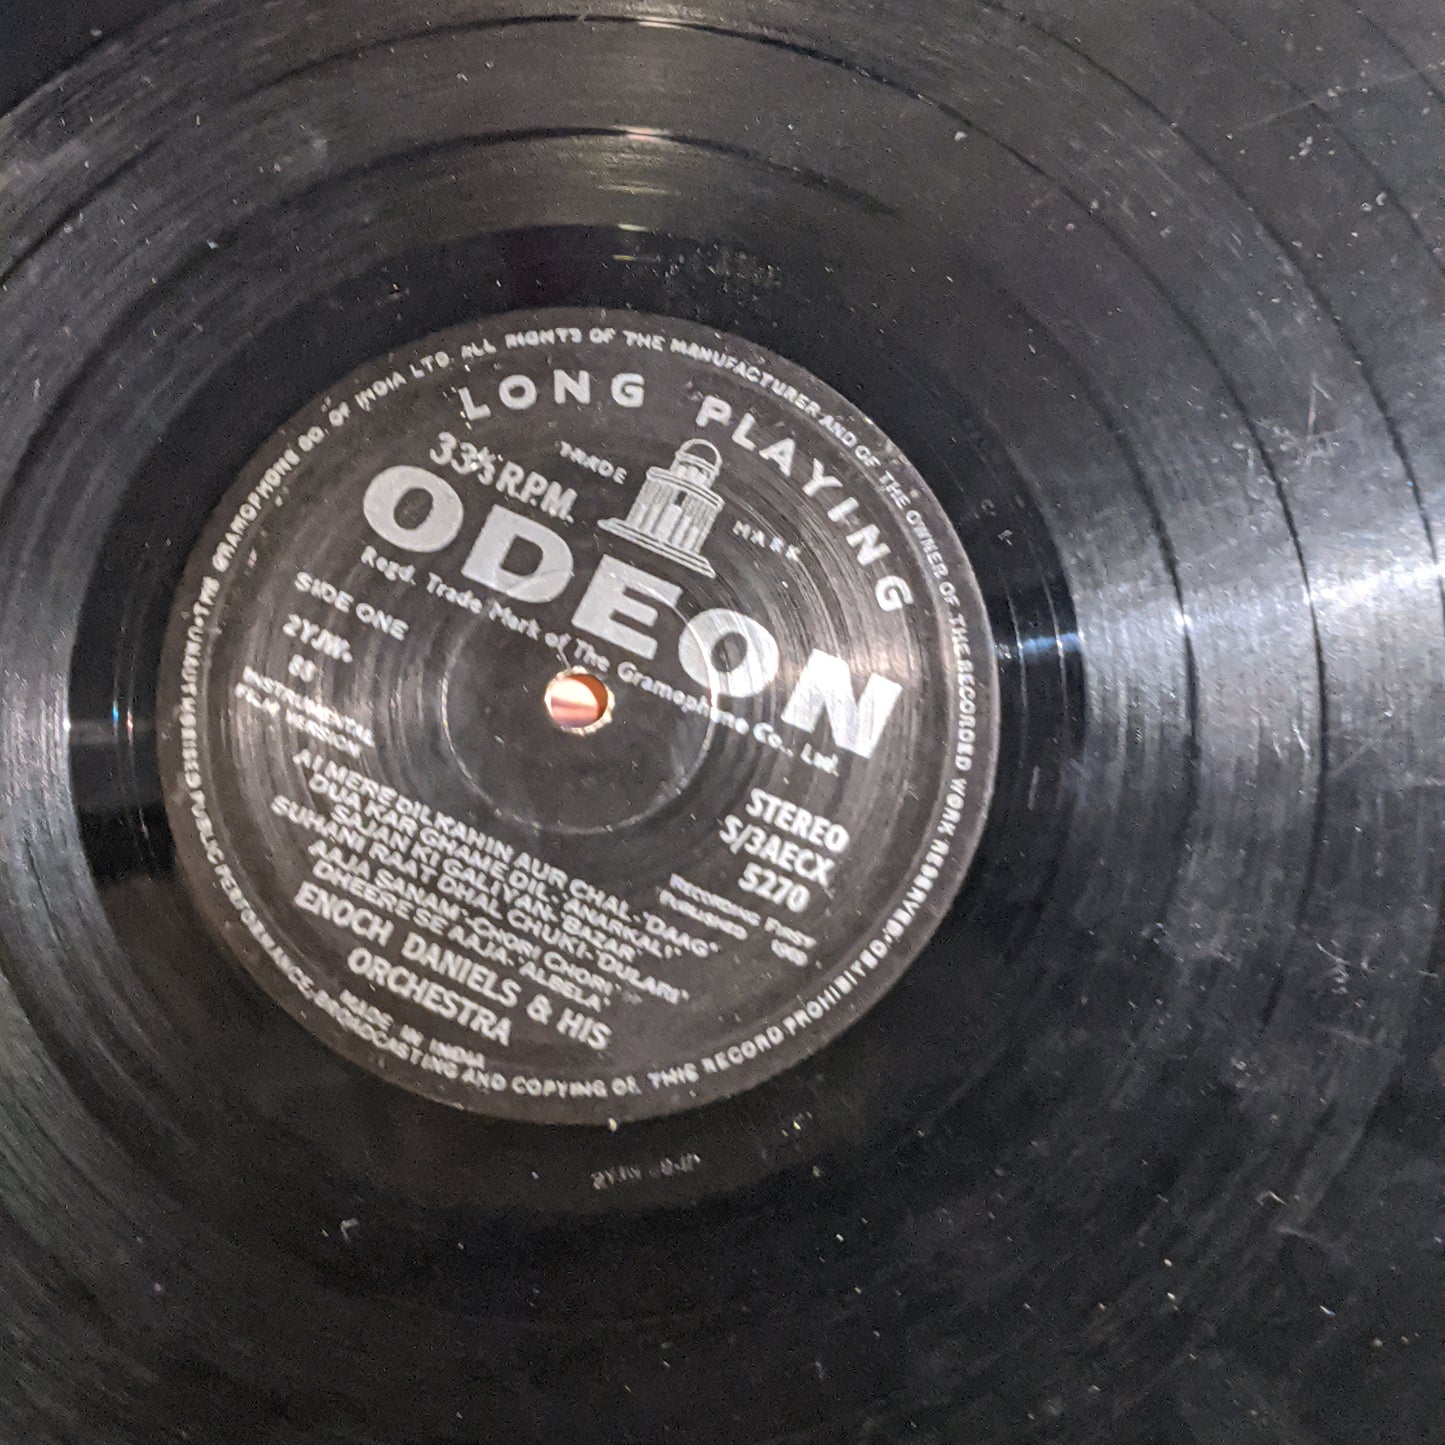 THE GRAMOPHONE CO. OF INDIA LTD. ALL RIGHTS OF THE MANUFACTURER AND OF THE OWNER OF THE RECORDED WORK RESERVED
UNAUTHORISED PUBLIC PERFORMANCE, BROADCASTING AND COPYING OF THIS RECORD PROHIBITED
LONG PLAYING
33⅓ R.P.M.
TRADE MARK
ODEON
Regd. Trade Mark of The Gramophone Co., Ltd.
SIDE ONE
2YJW.
INSTRUMENTAL
FILM VERSION
STEREO
S/3AECX
5270
RECORDING FIRST
AI MERE DIL KAHIN AUR CHAL-"DAAG"
DUA KAR GHAME DIL-"ANARKALI"
SAJAN KI GALIYAN-"BAZAR"
SUHANI RAAT DHAL CHUKI-"DULARI"
AAJA SANAM-"CHORI CHORI"
DHEERE SE AAJA-"ALBELA"
ENOCH DANIELS & HIS
ORCHESTRA
MADE IN INDIA